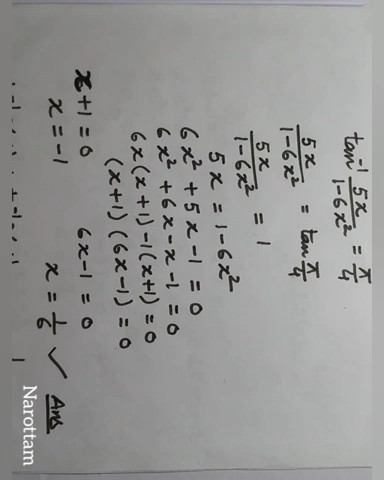 tan⁻¹ 5x/1-6x² = π/4
5x/1-6x² = tan π/4
5x/1-6x² = 1
5x = 1-6x²
6x²+5x-1=0
6x²+6x-x-1=0
6x(x+1)-1(x+1)=0
(x+1)(6x-1)=0
x+1=0 6x-1=0
x=-1 x=1/6 ✓ Ans
Narottam